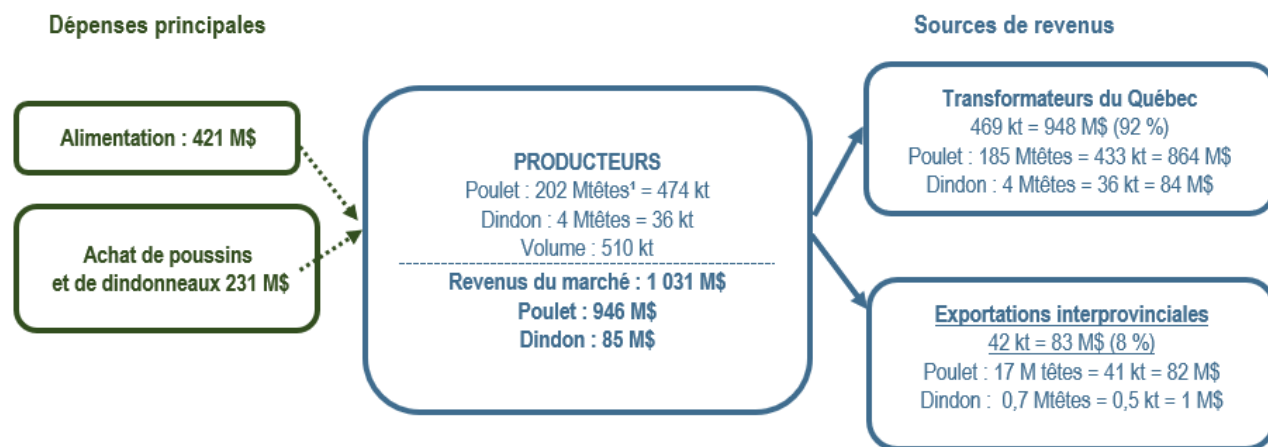 Dépenses principales
Alimentation : 421 M$
Achat de poussins
et de dindonneaux 231 M$
PRODUCTEURS
Poulet : 202 Mtêtes¹ = 474 kt
Dindon : 4 Mtêtes = 36 kt
Volume : 510 kt
Revenus du marché : 1 031 M$
Poulet : 946 M$
Dindon : 85 M$
Sources de revenus
Transformateurs du Québec
469 kt = 948 M$ (92 %)
Poulet : 185 Mtêtes = 433 kt = 864 M$
Dindon : 4 Mtêtes = 36 kt = 84 M$
Exportations interprovinciales
42 kt = 83 M$ (8 %)
Poulet : 17 M têtes = 41 kt = 82 M$
Dindon : 0,7 Mtêtes = 0,5 kt = 1 M$